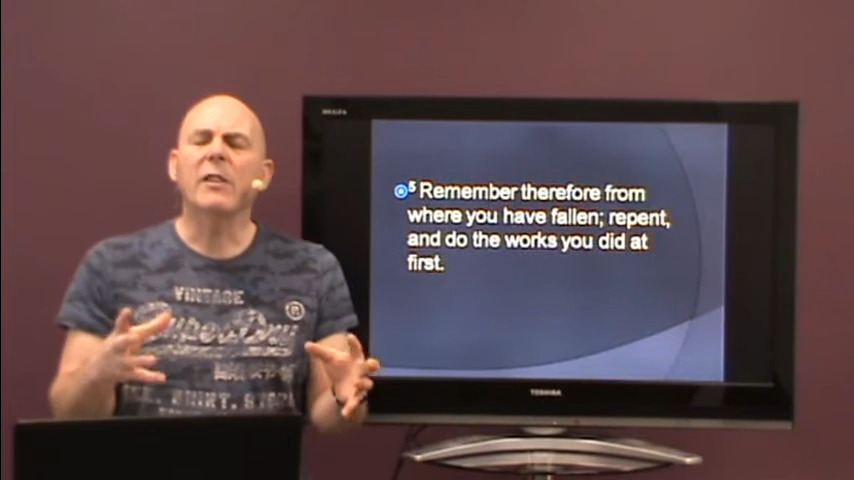 REGZA
5 Remember therefore from
where you have fallen; repent,
and do the works you did at
first.
VINTAGE
TOSHIBA